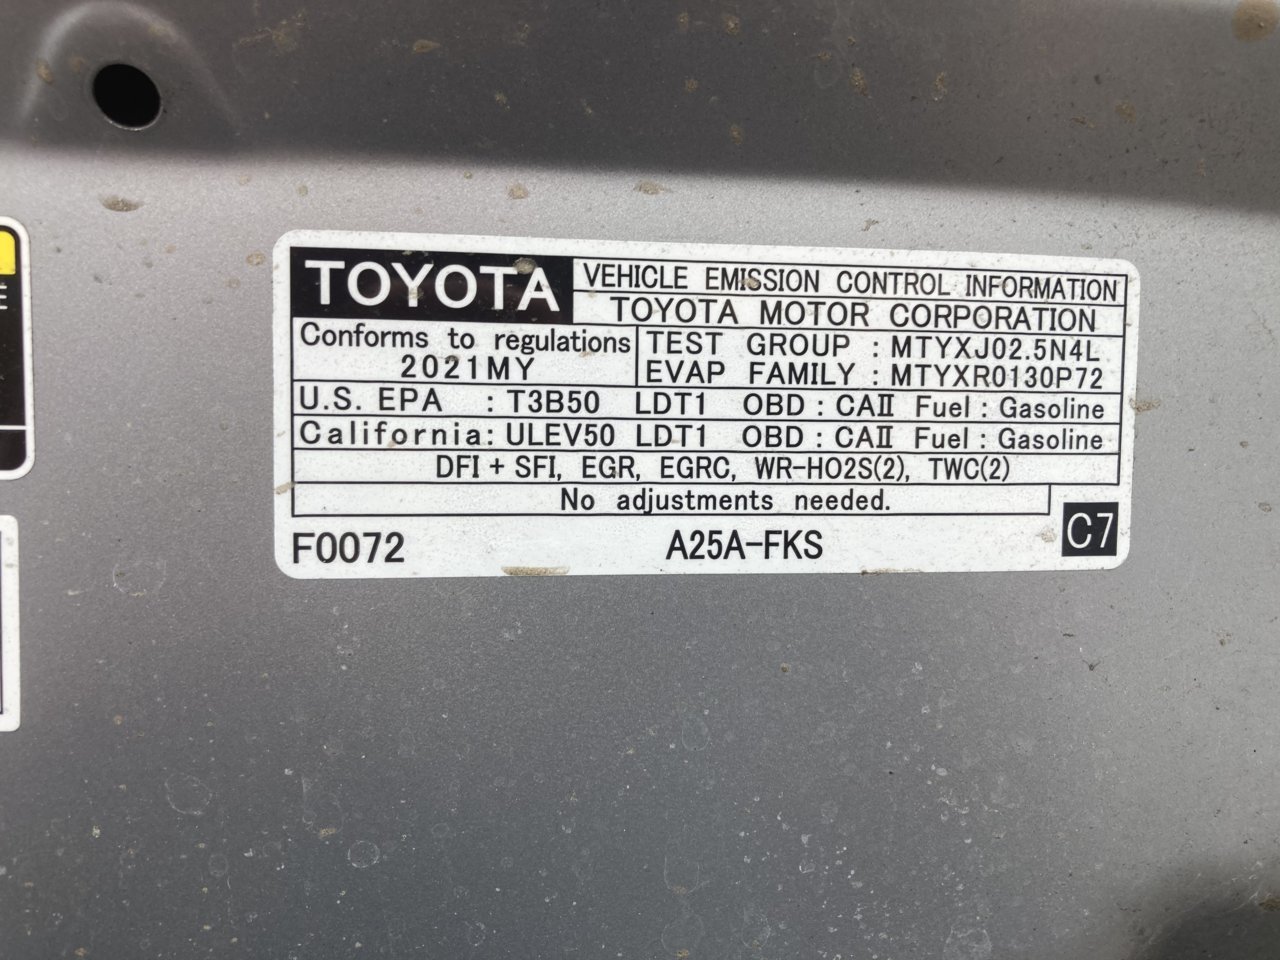 TOYOTA VEHICLE EMISSION CONTROL INFORMATION
TOYOTA MOTOR CORPORATION
Conforms to regulations
2021MY
TEST GROUP : MTYXJ02.5N4L
EVAP FAMILY : MTYXR0130P72
U.S. EPA : T3B50 LDT1 OBD : CAII Fuel : Gasoline
California: ULEV50 LDT1 OBD : CAII Fuel : Gasoline
DFI + SFI, EGR, EGRC, WR-HO2S(2), TWC(2)
No adjustments needed.
F0072 A25A-FKS C7